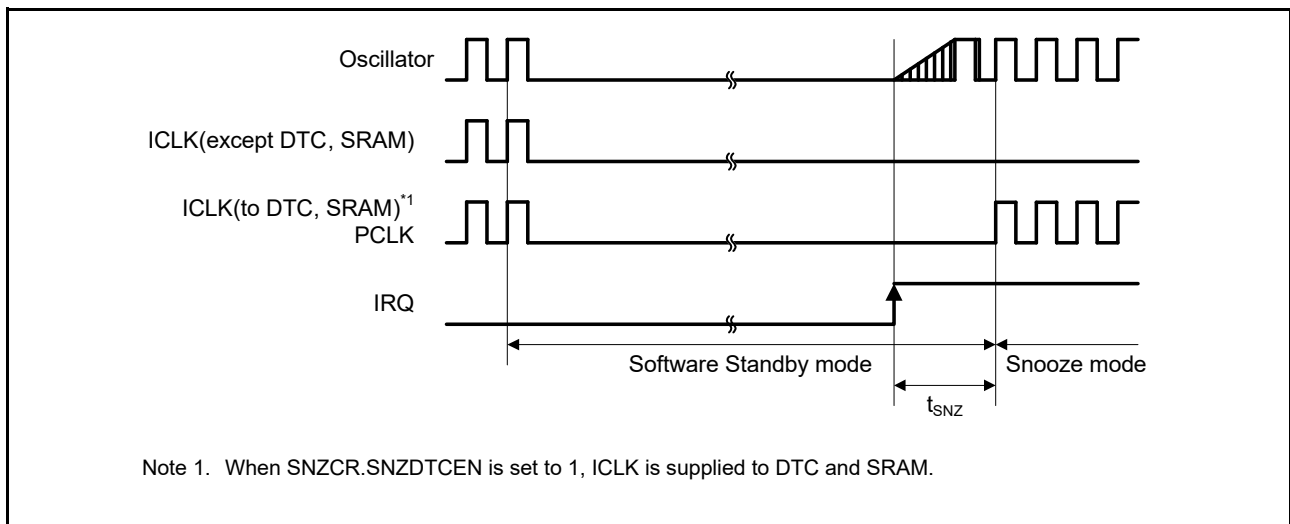 Oscillator
ICLK(except DTC, SRAM)
ICLK(to DTC, SRAM)*1
PCLK
IRQ
Software Standby mode
Snooze mode
tSNZ
Note 1. When SNZCR.SNZDTCEN is set to 1, ICLK is supplied to DTC and SRAM.